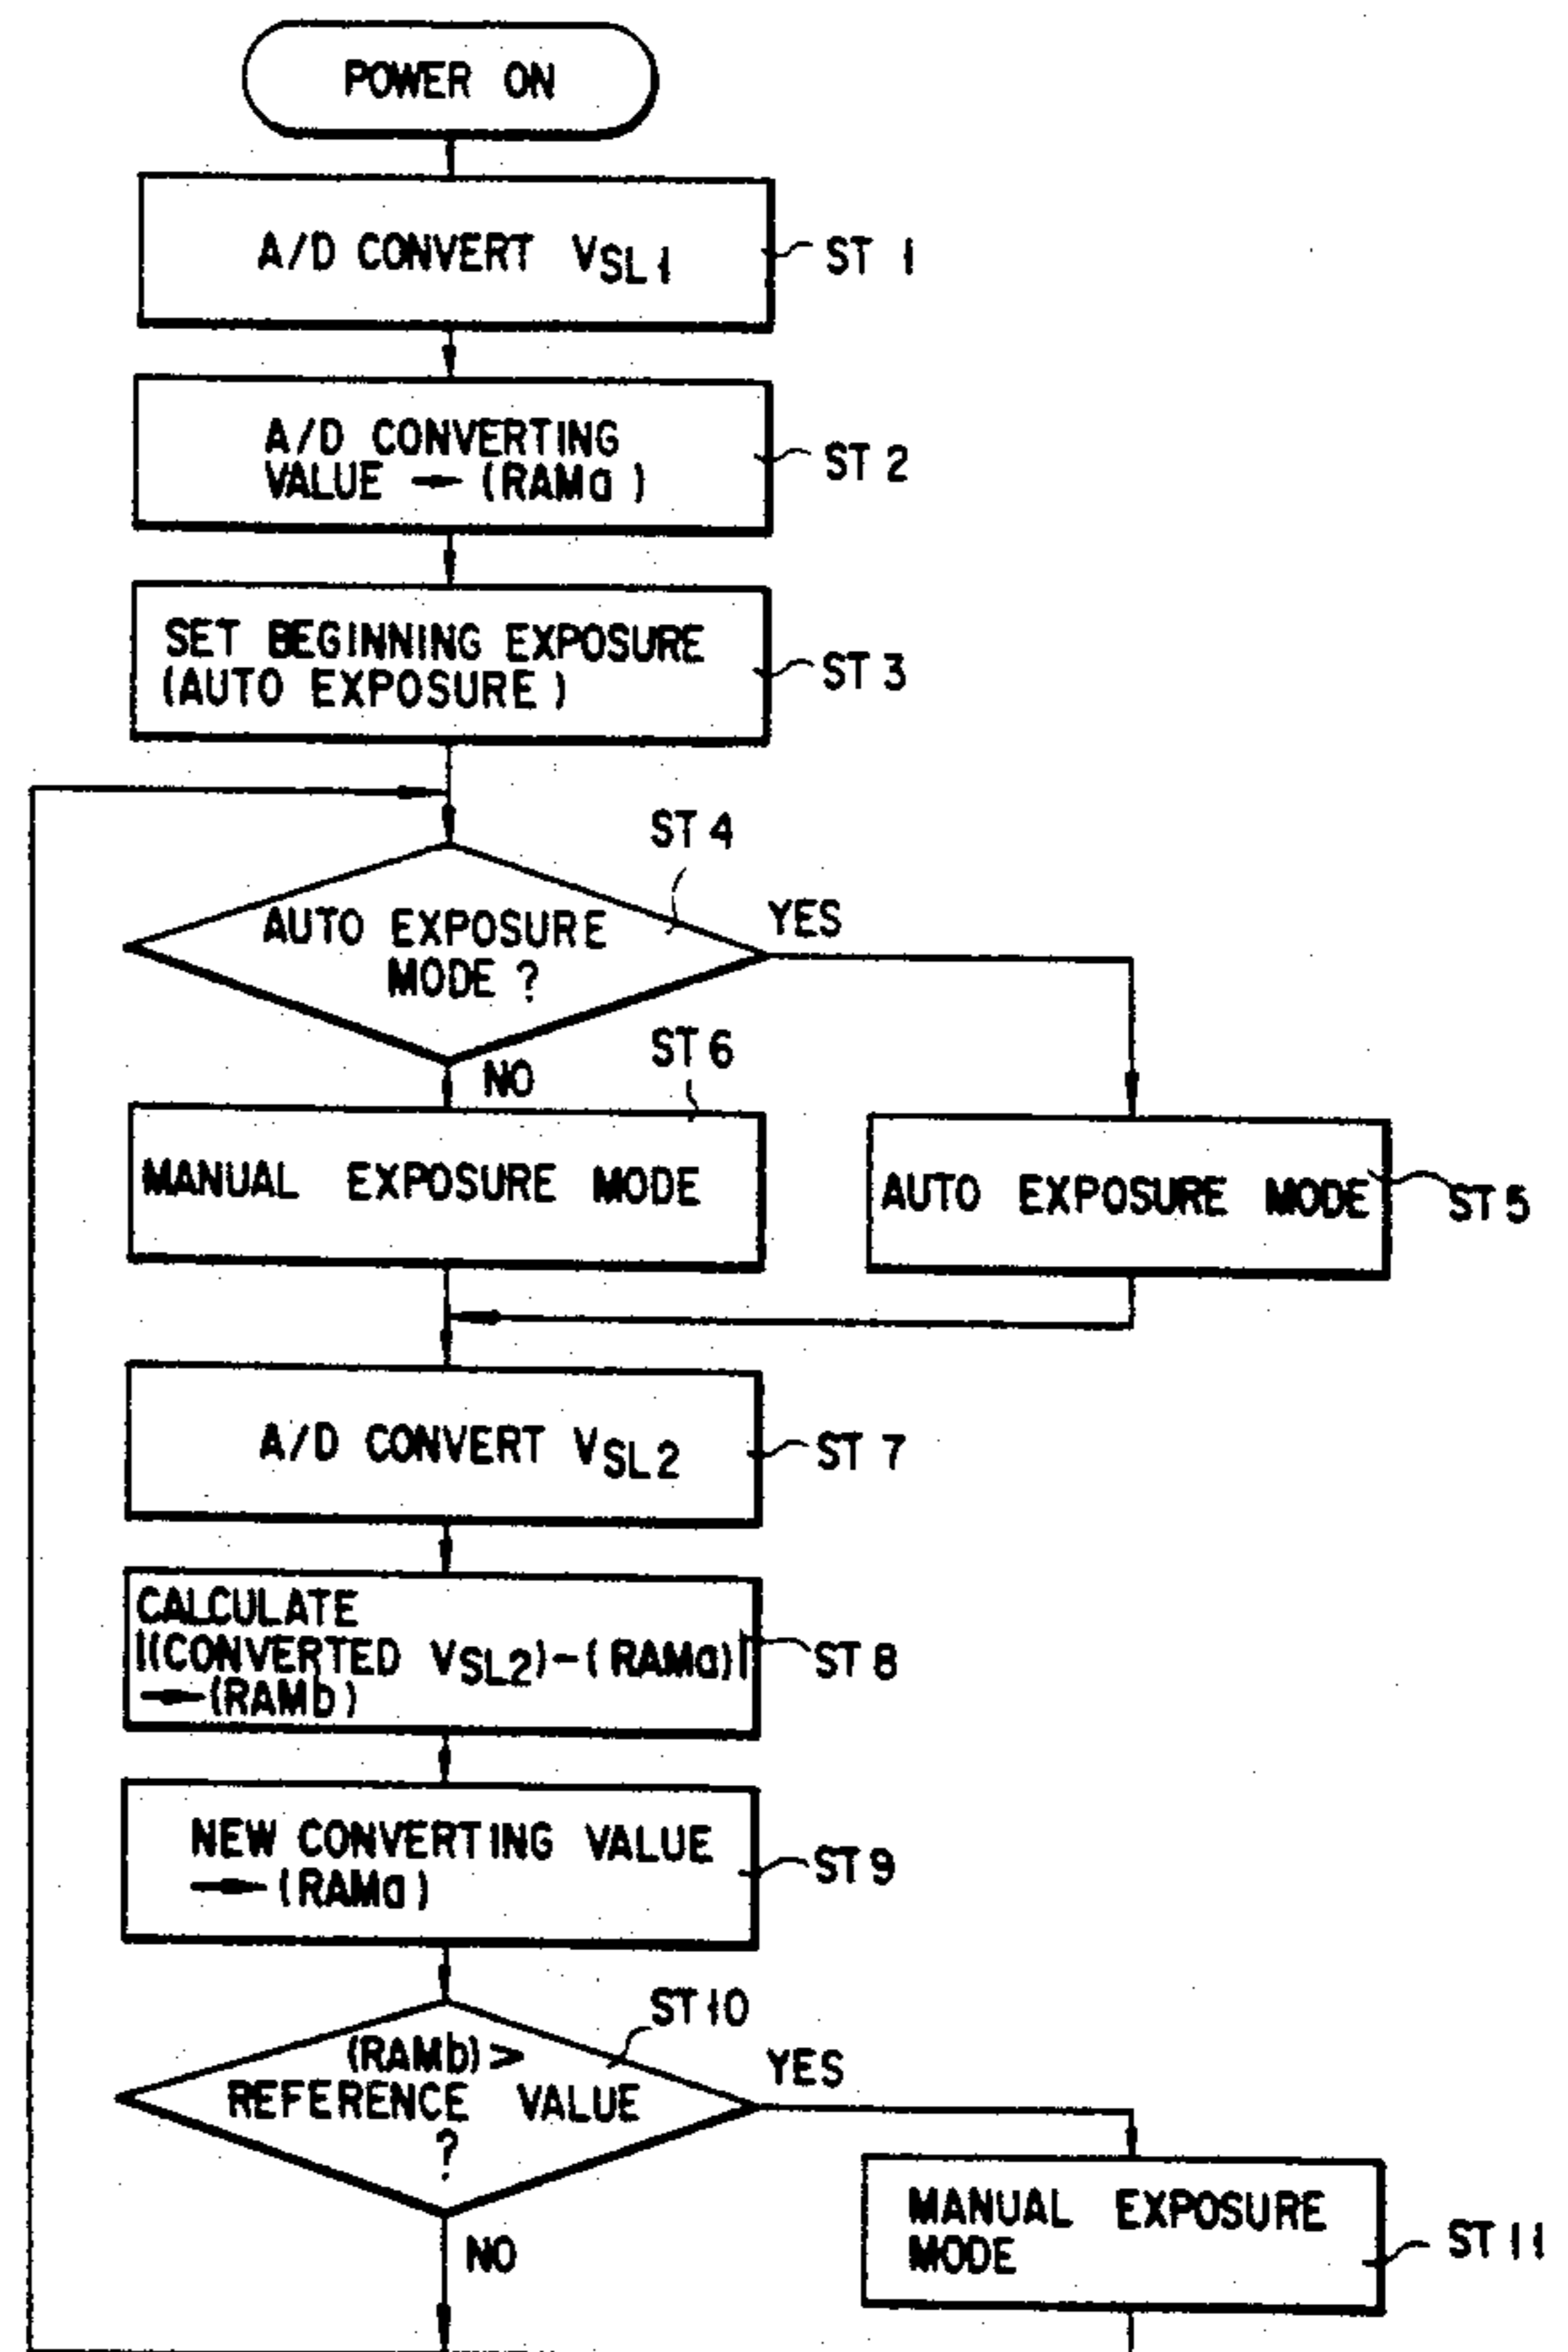 POWER ON
A/D CONVERT VSL1
ST 1
A/D CONVERTING
VALUE → (RAMa)
ST 2
SET BEGINNING EXPOSURE
(AUTO EXPOSURE)
ST 3
ST 4
AUTO EXPOSURE
MODE ?
YES
NO
ST 6
MANUAL EXPOSURE MODE
AUTO EXPOSURE MODE
ST 5
A/D CONVERT VSL2
ST 7
CALCULATE
|(CONVERTED VSL2)-(RAMa)|
→(RAMb)
ST 8
NEW CONVERTING VALUE
→(RAMa)
ST 9
ST 10
(RAMb) >
REFERENCE VALUE
?
YES
NO
MANUAL EXPOSURE
MODE
ST 11